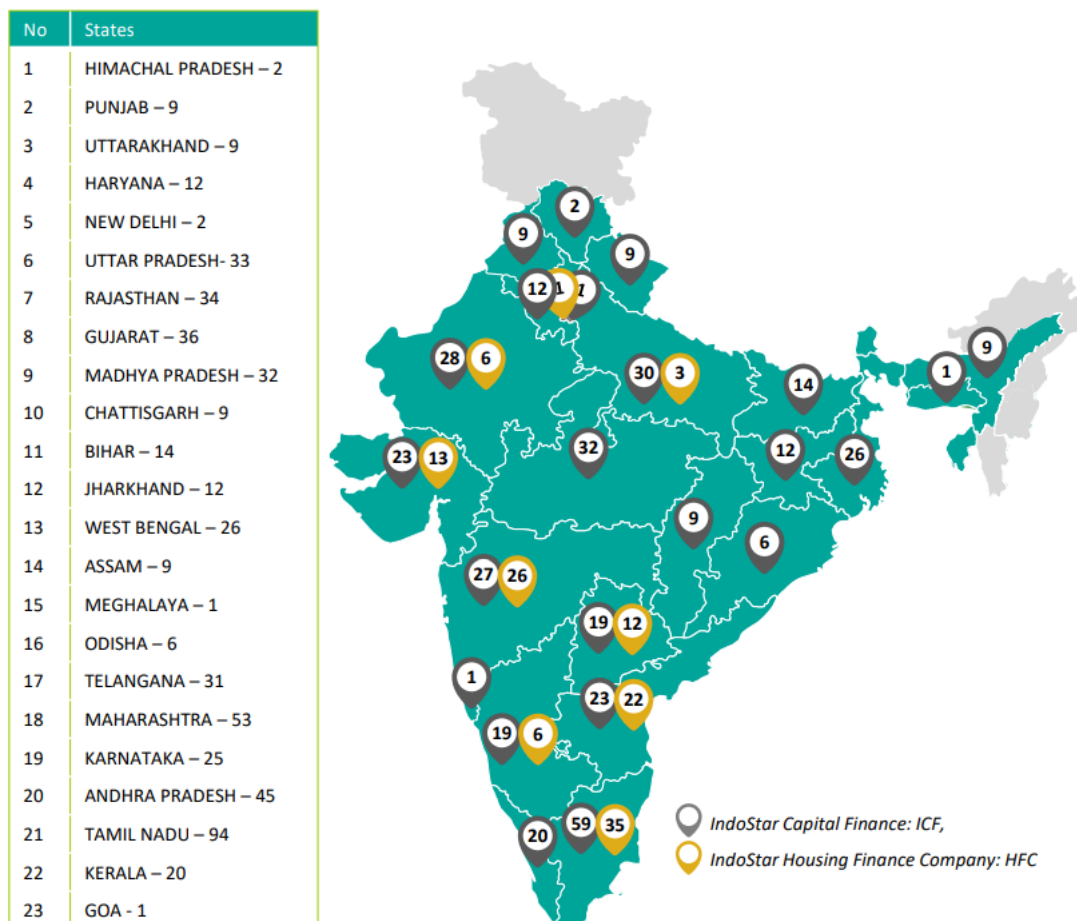 No States
1 HIMACHAL PRADESH – 2
2 PUNJAB – 9
3 UTTARAKHAND – 9
4 HARYANA – 12
5 NEW DELHI – 2
6 UTTAR PRADESH- 33
7 RAJASTHAN – 34
8 GUJARAT – 36
9 MADHYA PRADESH – 32
10 CHATTISGARH – 9
11 BIHAR – 14
12 JHARKHAND – 12
13 WEST BENGAL – 26
14 ASSAM – 9
15 MEGHALAYA – 1
16 ODISHA – 6
17 TELANGANA – 31
18 MAHARASHTRA – 53
19 KARNATAKA – 25
20 ANDHRA PRADESH – 45
21 TAMIL NADU – 94
22 KERALA – 20
23 GOA - 1
2
9
9
12 1 1
28 6
30 3
14
1
9
23 13
32
12
26
9
6
27 26
19 12
1
23 22
19 6
20
59 35
IndoStar Capital Finance: ICF,
IndoStar Housing Finance Company: HFC